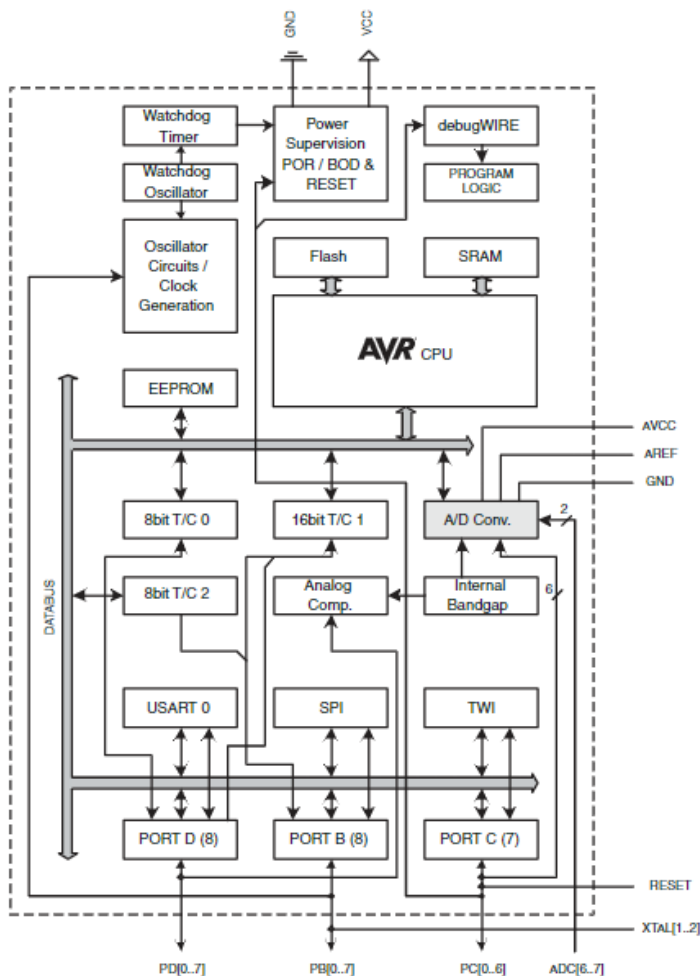 GND
VCC
Watchdog
Timer
Power
Supervision
POR / BOD &
RESET
debugWIRE
Watchdog
Oscillator
PROGRAM
LOGIC
Oscillator
Circuits /
Clock
Generation
Flash
SRAM
AVR CPU
EEPROM
AVCC
AREF
GND
8bit T/C 0
16bit T/C 1
A/D Conv.
2
DATABUS
8bit T/C 2
Analog
Comp.
Internal
Bandgap
6
USART 0
SPI
TWI
PORT D (8)
PORT B (8)
PORT C (7)
RESET
XTAL[1..2]
PD[0..7]
PB[0..7]
PC[0..6]
ADC[6..7]